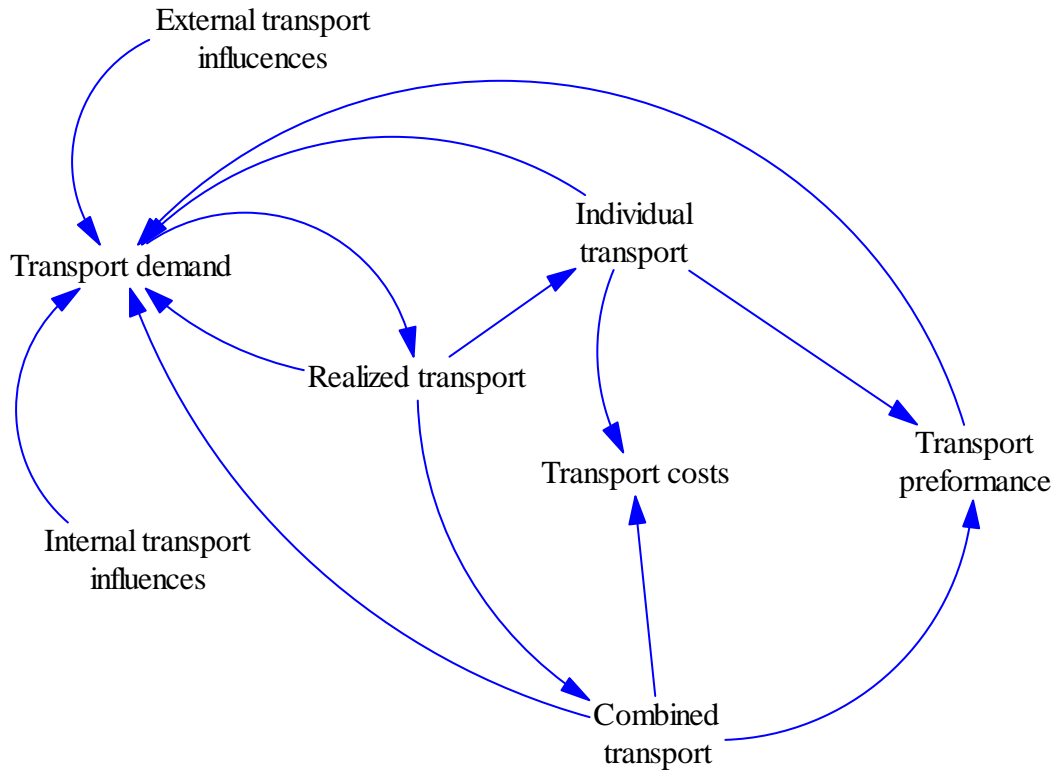 External transport
influcences
Individual
transport
Transport demand
Realized transport
Transport
preformance
Transport costs
Internal transport
influences
Combined
transport